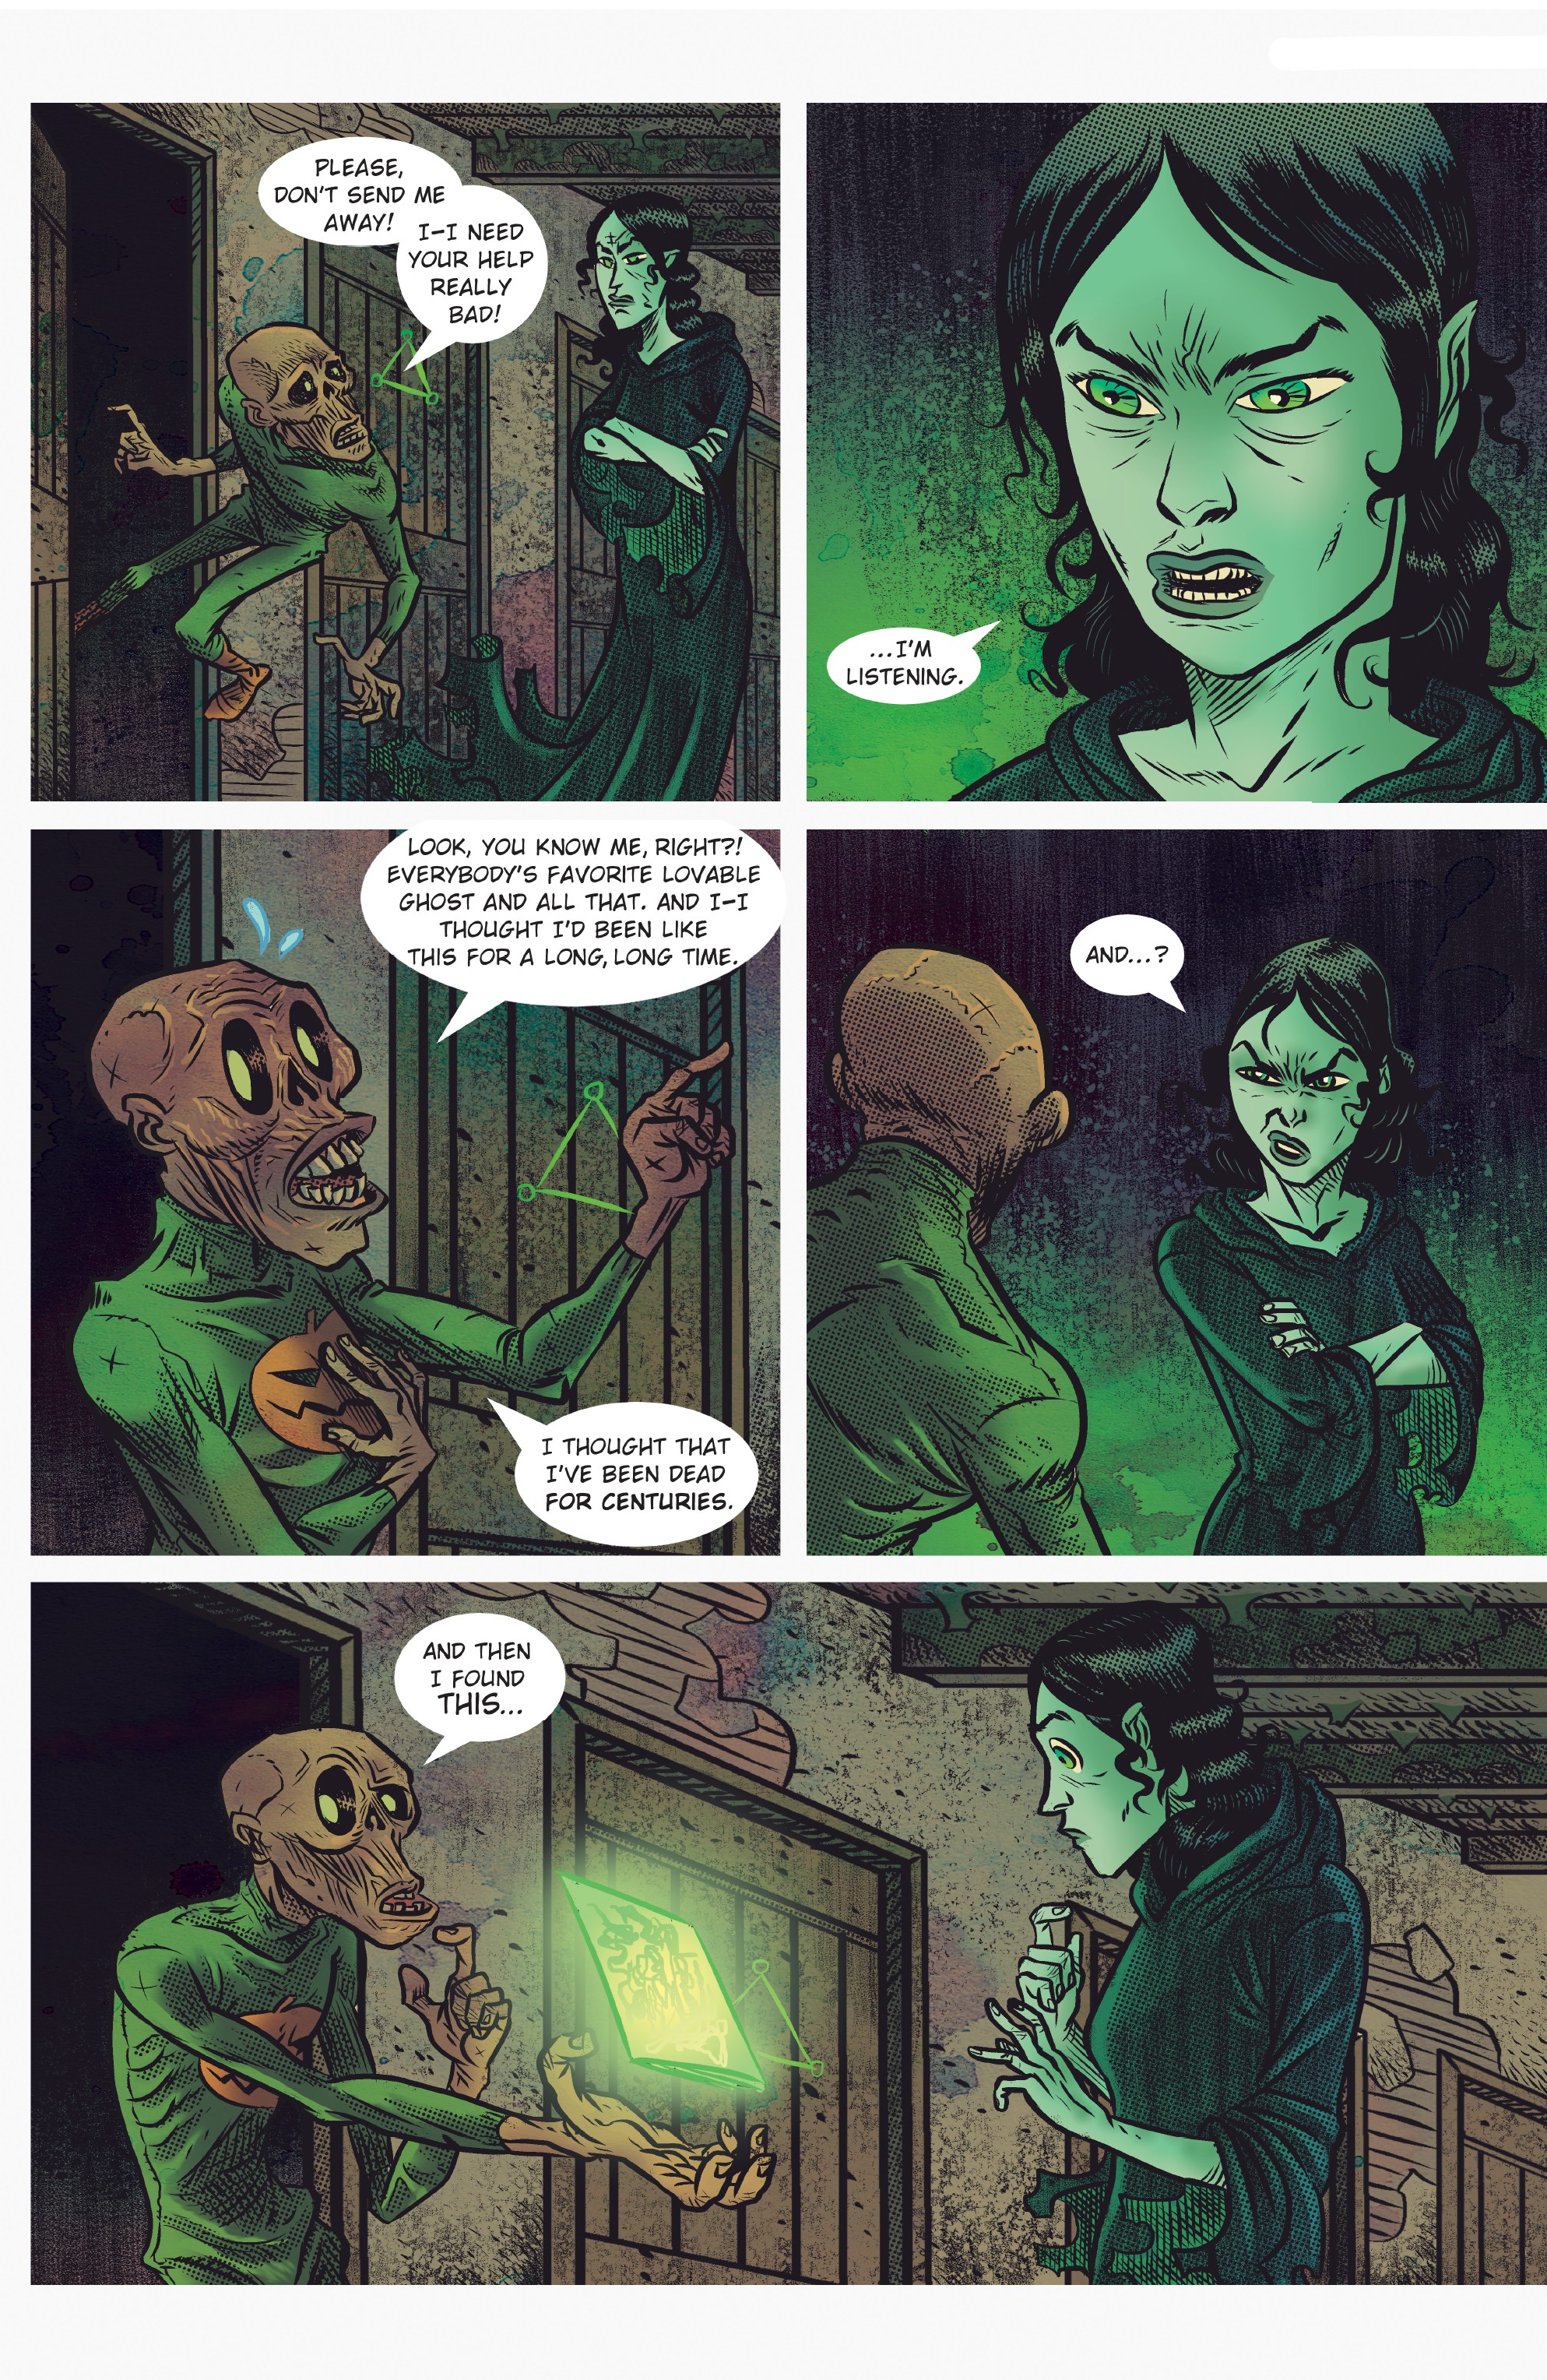 PLEASE,
DON'T SEND ME
AWAY!
I-I NEED
YOUR HELP
REALLY
BAD!
...I'M
LISTENING.
LOOK, YOU KNOW ME, RIGHT?!
EVERYBODY'S FAVORITE LOVABLE
GHOST AND ALL THAT. AND I-I
THOUGHT I'D BEEN LIKE
THIS FOR A LONG, LONG TIME.
I THOUGHT THAT
I'VE BEEN DEAD
FOR CENTURIES.
AND...?
AND THEN
I FOUND
THIS...